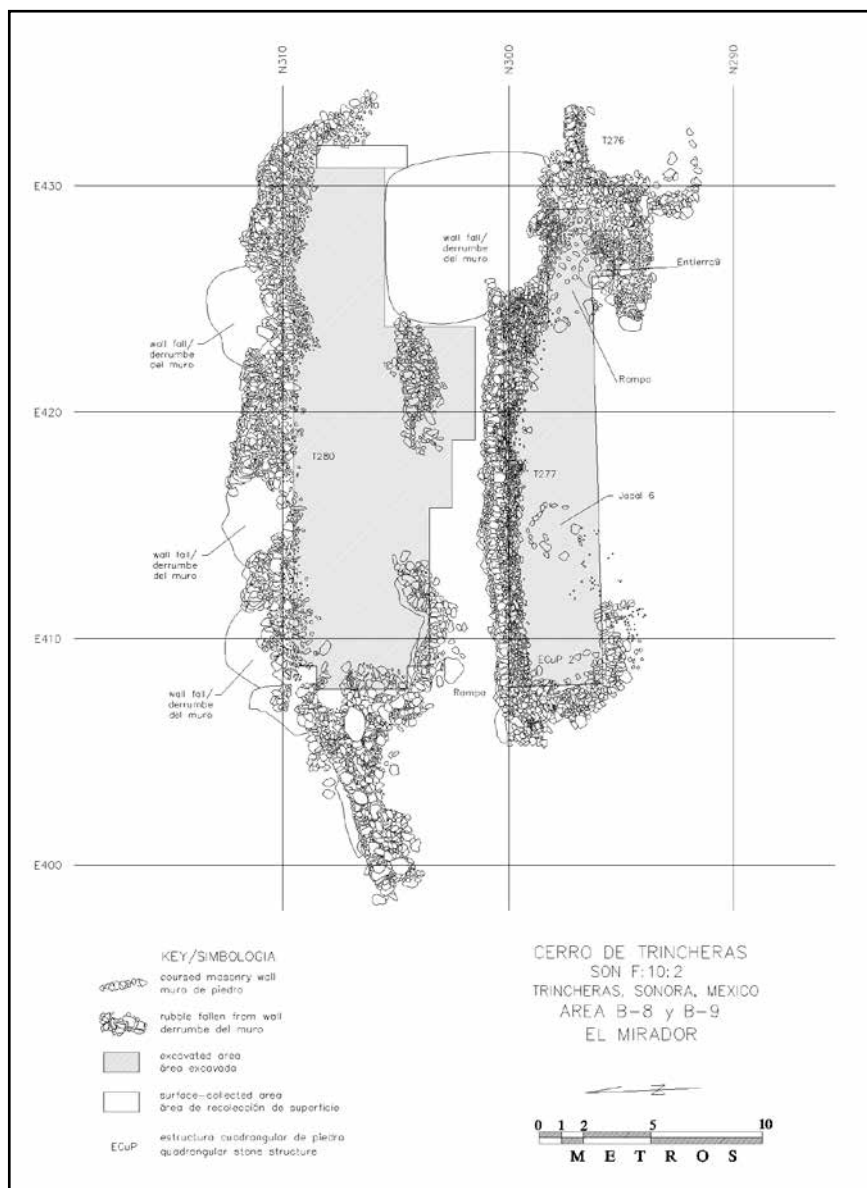 N310
N300
N290
T276
E430
wall fall/
derrumbe
del muro
Entierro9
wall fall/
derrumbe
del muro
Rampa
E420
T280
T277
Jacal 6
wall fall/
derrumbe
del muro
E410
ECuP 2
wall fall/
derrumbe
del muro
Rampa
E400
KEY/SIMBOLOGIA
coursed masonry wall
muro de piedra
rubble fallen from wall
derrumbe del muro
excavated area
área excavada
surface-collected area
área de recolección de superficie
ECuP
estructura cuadrangular de piedra
quadrangular stone structure
CERRO DE TRINCHERAS
SON F:10:2
TRINCHERAS, SONORA, MEXICO
AREA B-8 y B-9
EL MIRADOR
N
0 1 2 5 10
M E T R O S